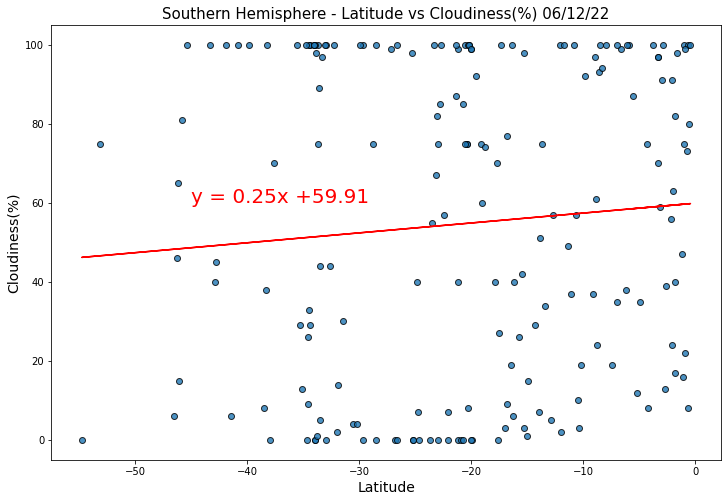 Southern Hemisphere - Latitude vs Cloudiness(%) 06/12/22
100
80
y = 0.25x +59.91
60
40
20
0
Cloudiness(%)
−50 −40 −30 −20 −10 0
Latitude